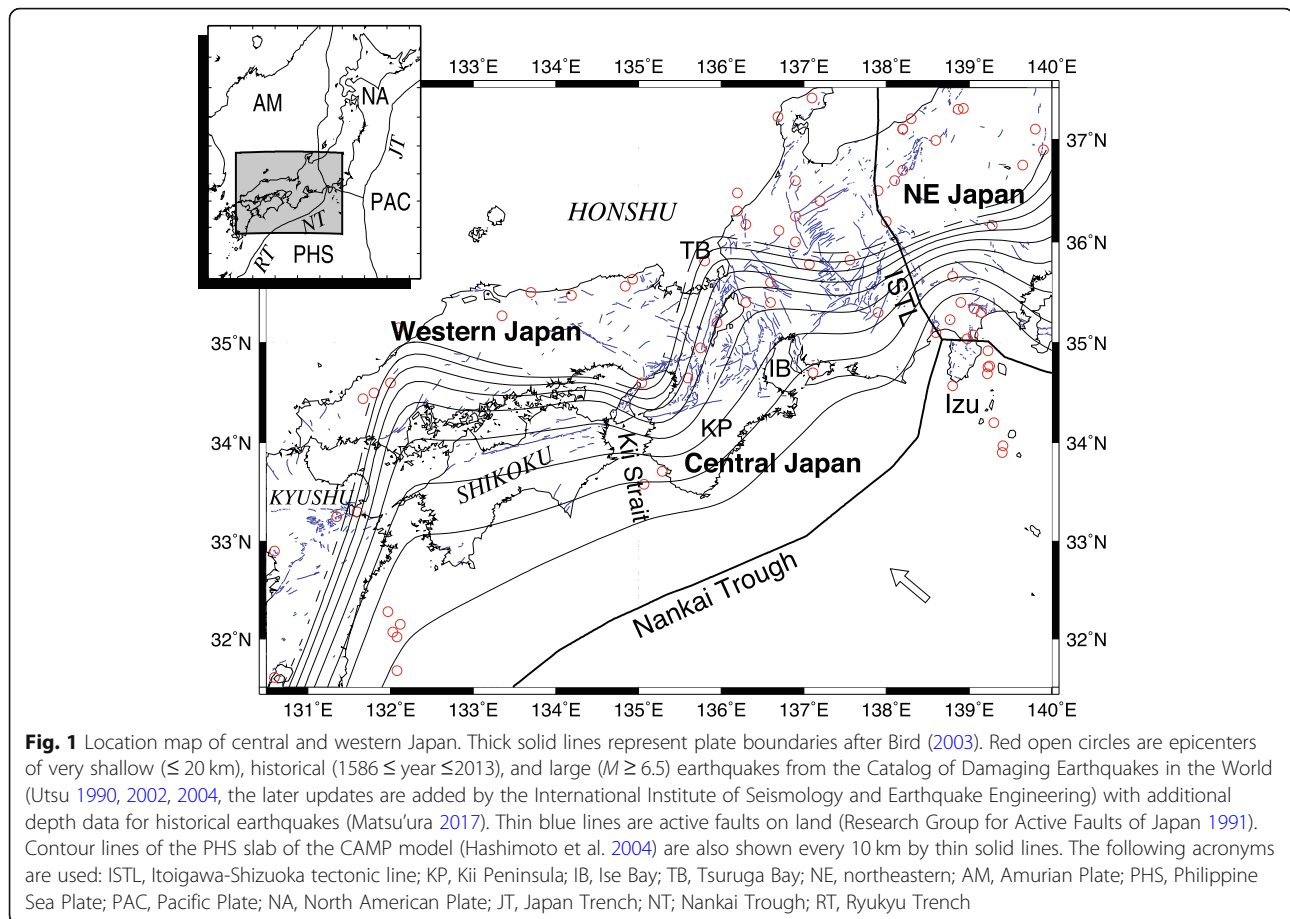 AM
NA
JT
PAC
NT
RT
PHS
133°E 134°E 135°E 136°E 137°E 138°E 139°E 140°E
37°N
37°N
NE Japan
HONSHU
36°N
36°N
TB
ISTL
Western Japan
35°N
35°N
IB
Izu
KP
34°N
34°N
Kii Strait
Central Japan
SHIKOKU
KYUSHU
33°N
33°N
Nankai Trough
32°N
32°N
131°E 132°E 133°E 134°E 135°E 136°E 137°E 138°E 139°E 140°E
Fig. 1 Location map of central and western Japan. Thick solid lines represent plate boundaries after Bird (2003). Red open circles are epicenters
of very shallow (≤ 20 km), historical (1586 ≤ year ≤2013), and large (M ≥ 6.5) earthquakes from the Catalog of Damaging Earthquakes in the World
(Utsu 1990, 2002, 2004, the later updates are added by the International Institute of Seismology and Earthquake Engineering) with additional
depth data for historical earthquakes (Matsu'ura 2017). Thin blue lines are active faults on land (Research Group for Active Faults of Japan 1991).
Contour lines of the PHS slab of the CAMP model (Hashimoto et al. 2004) are also shown every 10 km by thin solid lines. The following acronyms
are used: ISTL, Itoigawa-Shizuoka tectonic line; KP, Kii Peninsula; IB, Ise Bay; TB, Tsuruga Bay; NE, northeastern; AM, Amurian Plate; PHS, Philippine
Sea Plate; PAC, Pacific Plate; NA, North American Plate; JT, Japan Trench; NT; Nankai Trough; RT, Ryukyu Trench